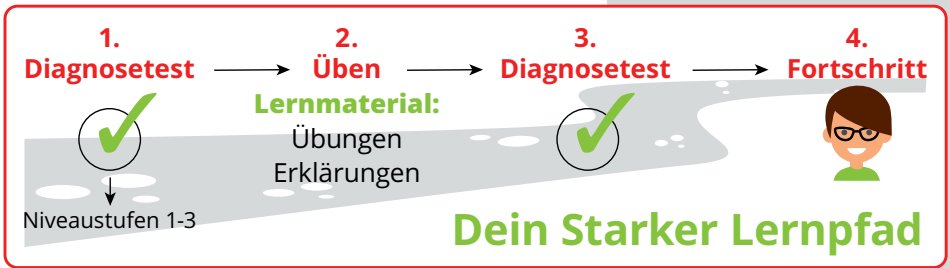 1.
Diagnosetest
2.
Üben
Lernmaterial:
Übungen
Erklärungen
3.
Diagnosetest
4.
Fortschritt
Niveaustufen 1-3
Dein Starker Lernpfad